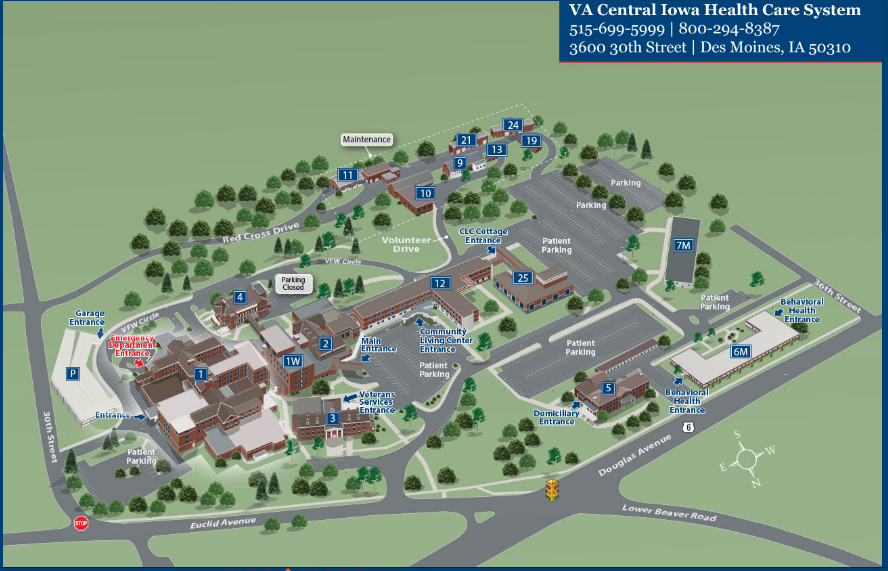 VA Central Iowa Health Care System
515-699-5999 | 800-294-8387
3600 30th Street | Des Moines, IA 50310
24
21
19
13
Maintenance
9
11
10
Parking
Parking
Red Cross Drive
CLC Cottage
Entrance
Volunteer
Drive
Patient
Parking
7M
VFW Circle
Parking
Closed
12
25
36th Street
4
Patient
Parking
Behavioral
Health
Entrance
Garage
Entrance
VFW Circle
Emergency
Department
Entrance
Main
Entrance
Community
Living Center
Entrance
2
1W
Patient
Parking
6M
P
1
Patient
Parking
5
Behavioral
Health
Entrance
Veterans
Services
Entrance
Entrance
3
Domiciliary
Entrance
30th Street
6
Douglas Avenue
Patient
Parking
S
W
E
N
STOP
Euclid Avenue
Lower Beaver Road